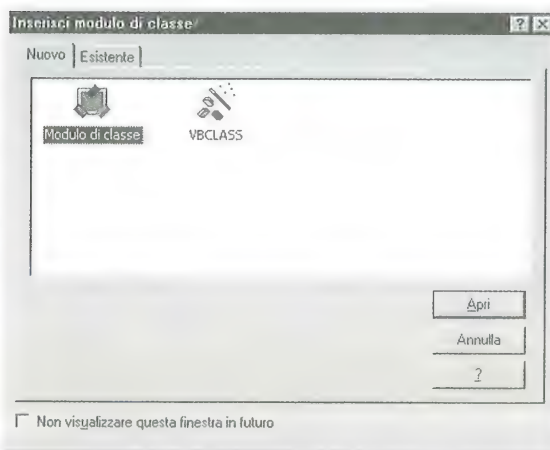 Inserisci modulo di classe
Nuovo
Esistente
Modulo di classe
VBCLASS
Apri
Annulla
?
Non visualizzare questa finestra in futuro